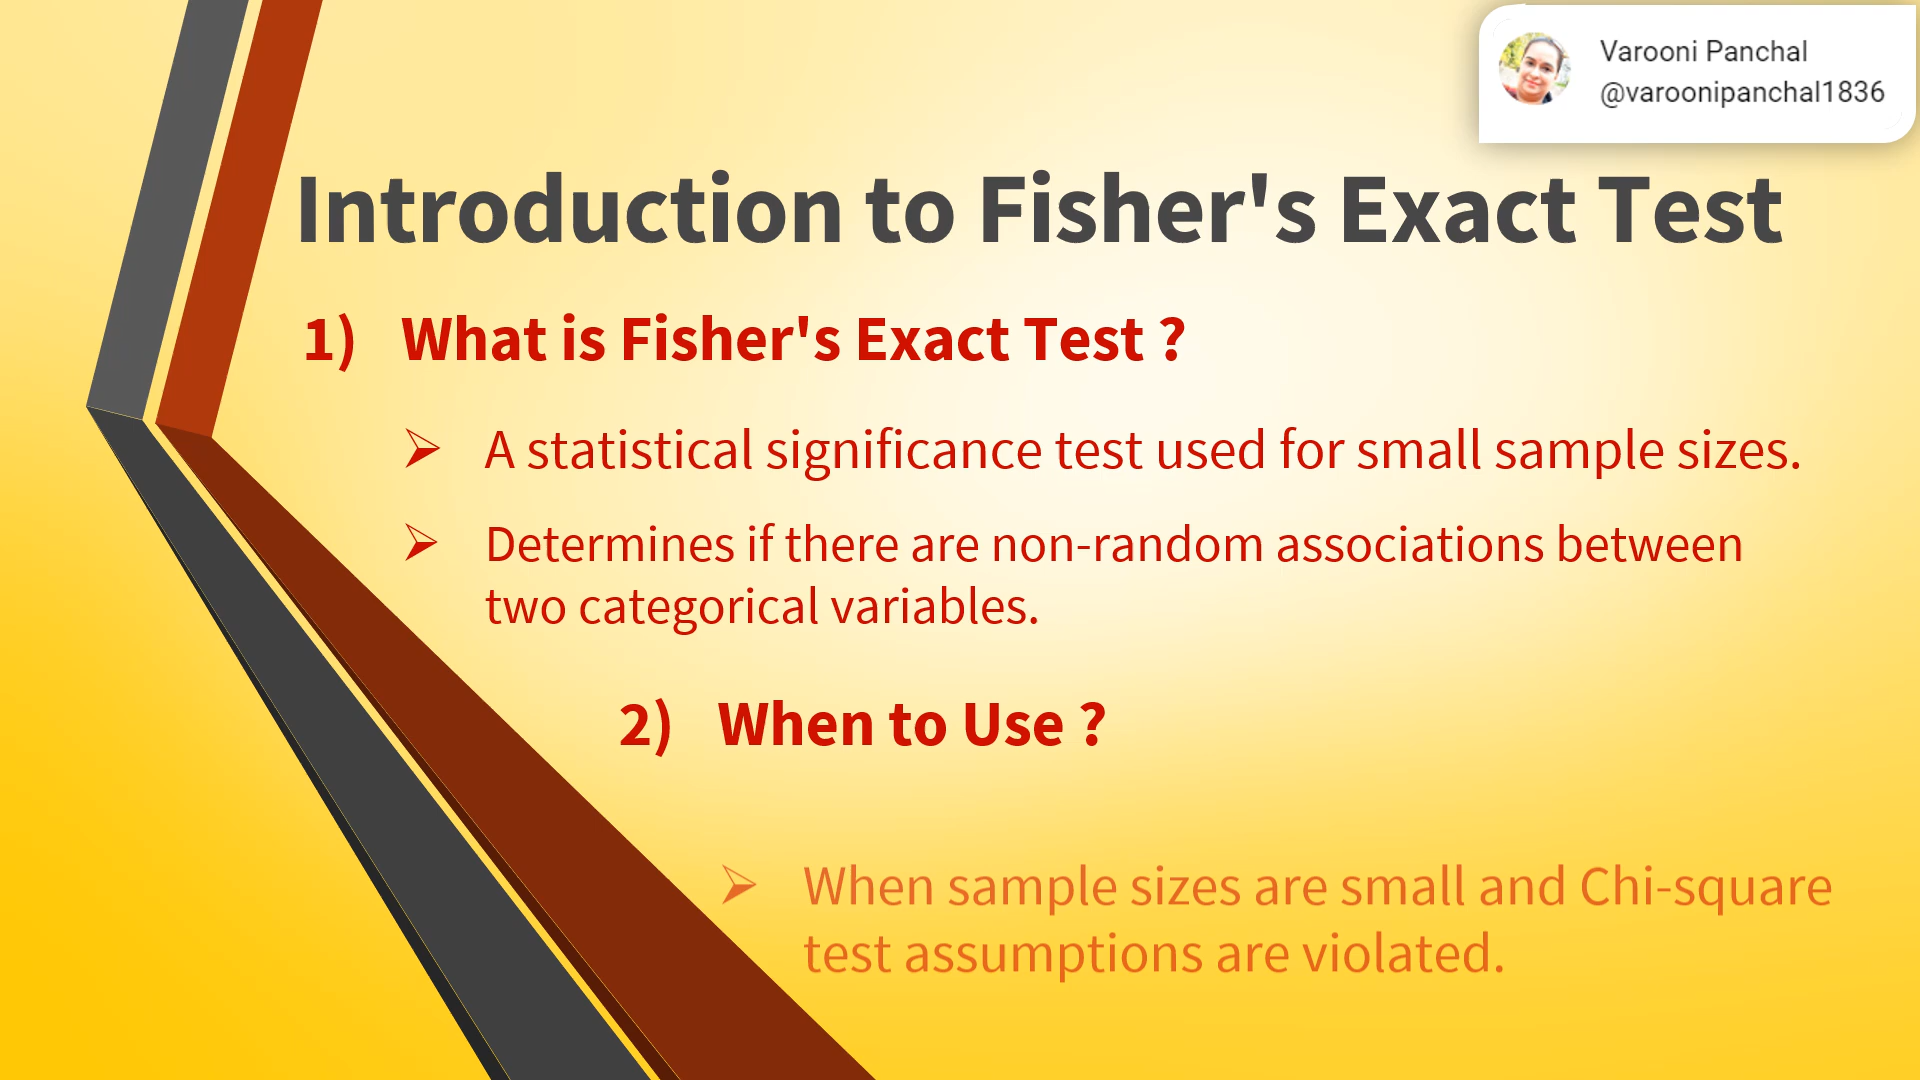 Varooni Panchal
@varoonipanchal1836
Introduction to Fisher's Exact Test
1) What is Fisher's Exact Test ?
➢ A statistical significance test used for small sample sizes.
➢ Determines if there are non-random associations between
two categorical variables.
2) When to Use ?
➢ When sample sizes are small and Chi-square
test assumptions are violated.